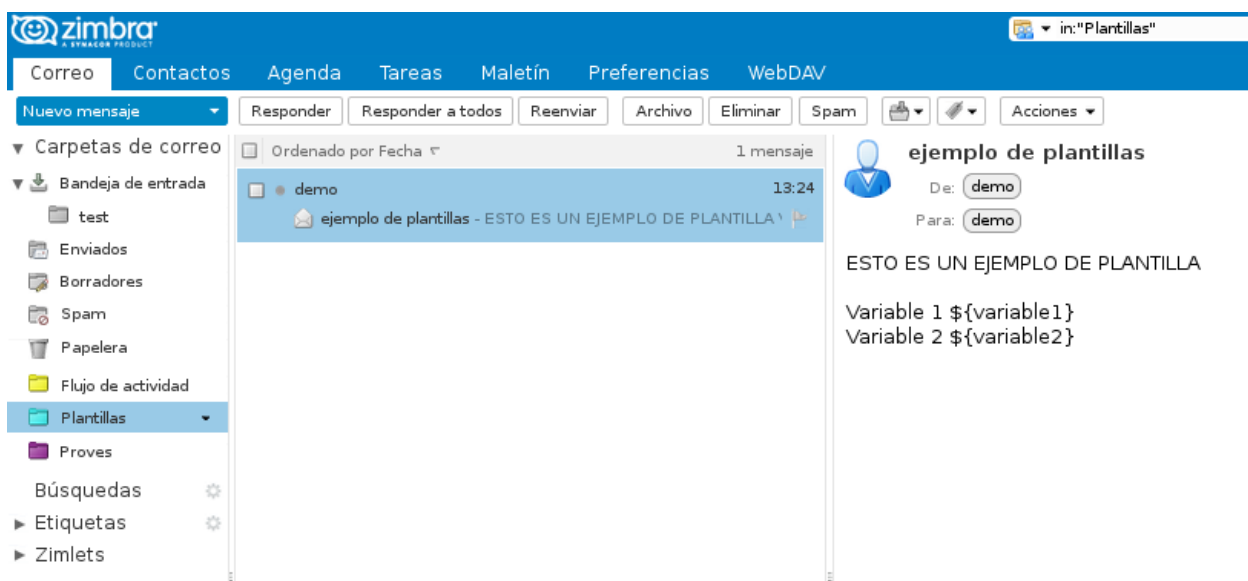 zimbra
A SYNACOR PRODUCT
in:"Plantillas"
Correo Contactos Agenda Tareas Maletín Preferencias WebDAV
Nuevo mensaje Responder Responder a todos Reenviar Archivo Eliminar Spam Acciones
Carpetas de correo
Bandeja de entrada
test
Enviados
Borradores
Spam
Papelera
Flujo de actividad
Plantillas
Proves
Búsquedas
Etiquetas
Zimlets
Ordenado por Fecha 1 mensaje
demo 13:24
ejemplo de plantillas - ESTO ES UN EJEMPLO DE PLANTILLA
ejemplo de plantillas
De: demo
Para: demo
ESTO ES UN EJEMPLO DE PLANTILLA
Variable 1 ${variable1}
Variable 2 ${variable2}